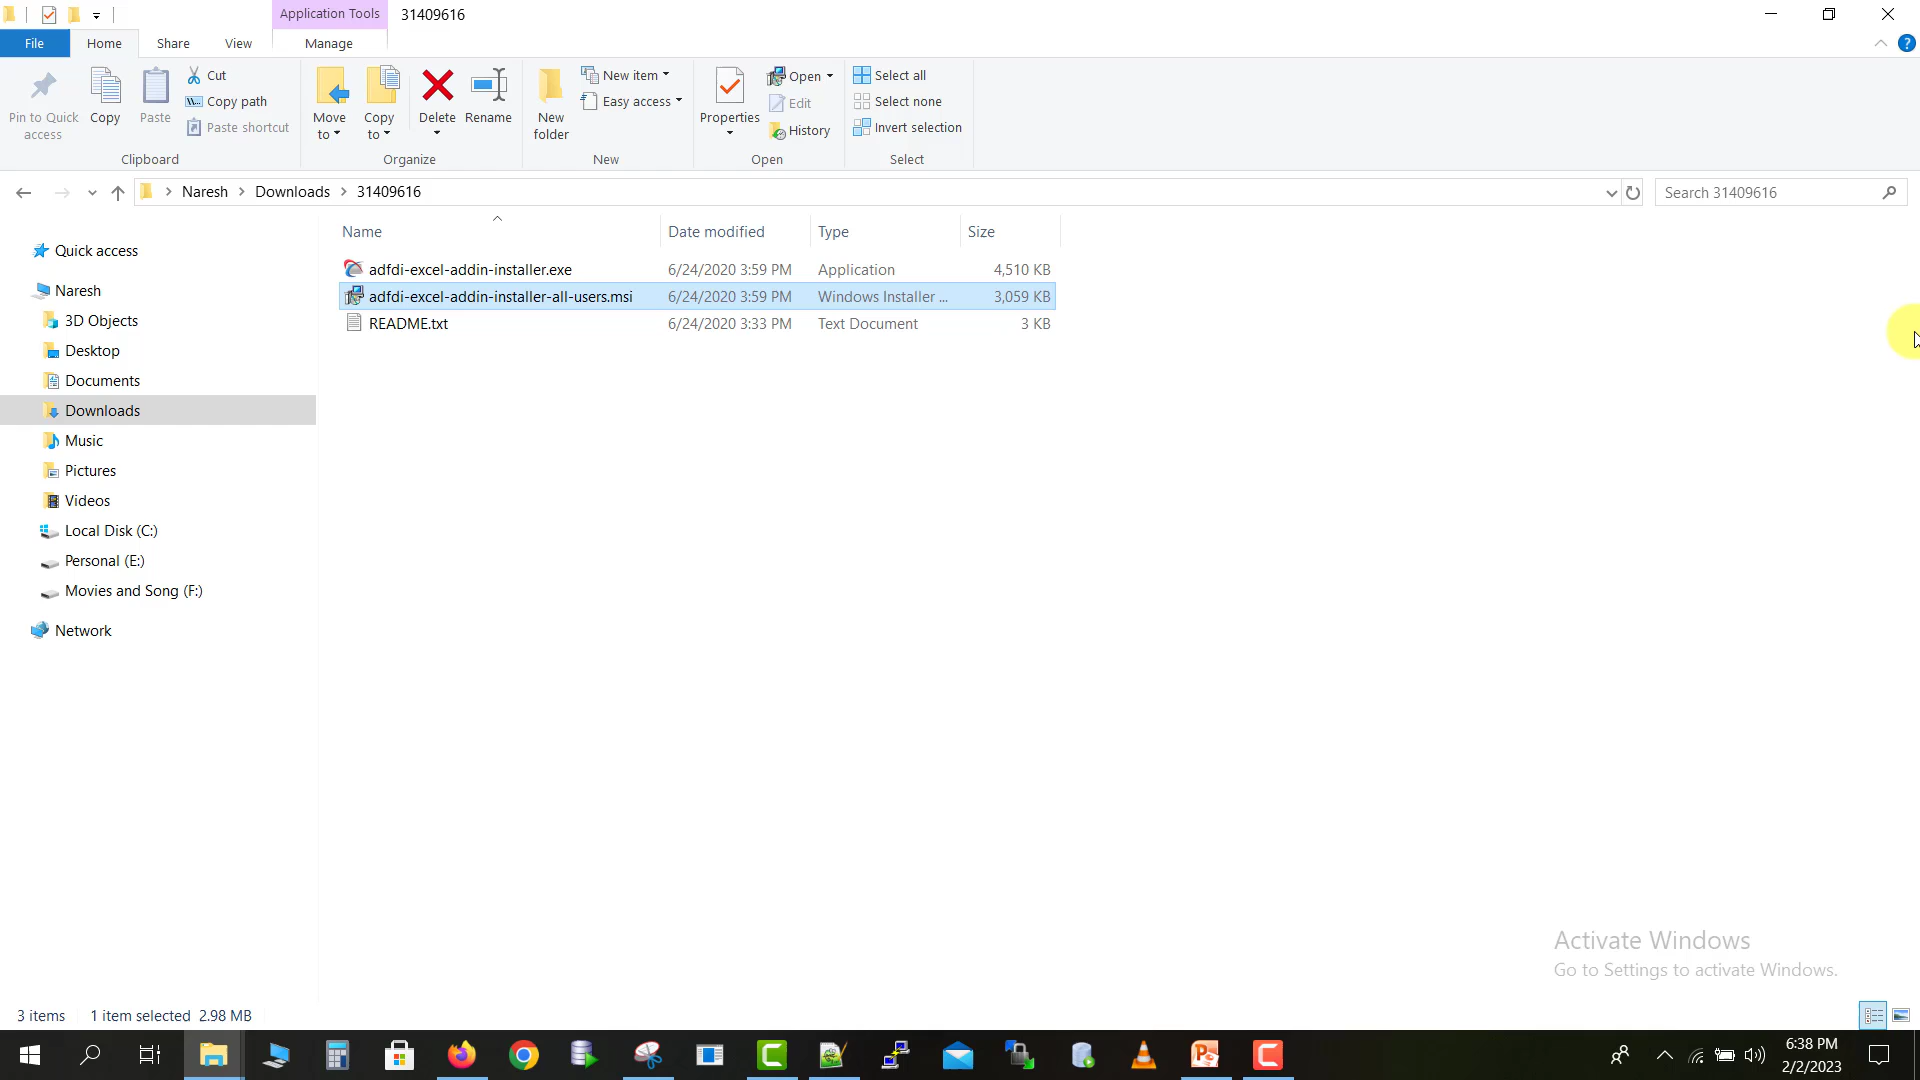 Application Tools
31409616
File
Home
Share
View
Manage
Pin to Quick
access
Copy
Paste
Cut
Copy path
Paste shortcut
Clipboard
Move
to
Copy
to
Delete
Rename
Organize
New
folder
New item
Easy access
New
Properties
Open
Edit
History
Open
Select all
Select none
Invert selection
Select
Naresh
Downloads
31409616
Search 31409616
Name
Date modified
Type
Size
adfdi-excel-addin-installer.exe 6/24/2020 3:59 PM Application 4,510 KB
adfdi-excel-addin-installer-all-users.msi 6/24/2020 3:59 PM Windows Installer ... 3,059 KB
README.txt 6/24/2020 3:33 PM Text Document 3 KB
Quick access
Naresh
3D Objects
Desktop
Documents
Downloads
Music
Pictures
Videos
Local Disk (C:)
Personal (E:)
Movies and Song (F:)
Network
Activate Windows
Go to Settings to activate Windows.
3 items 1 item selected 2.98 MB
6:38 PM
2/2/2023